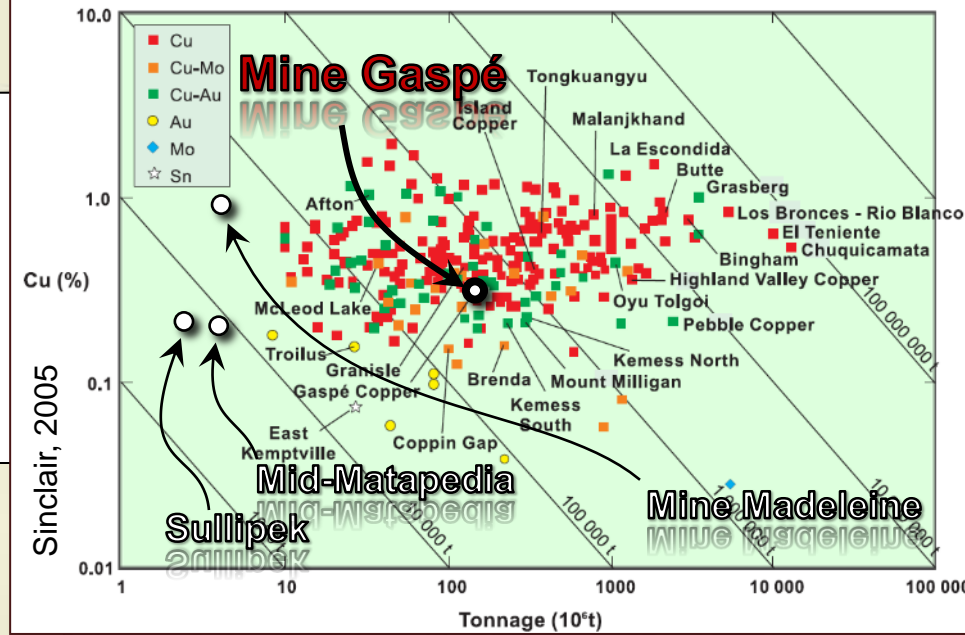 10.0
Cu
Cu-Mo
Cu-Au
Au
Mo
Sn
Mine Gaspé
Tongkuangyu
Island
Copper
Malanjkhand
La Escondida
Butte
Grasberg
1.0
Afton
Los Bronces - Rio Blanco
El Teniente
Bingham
Chuquicamata
Cu (%)
Highland Valley Copper
McLeod Lake
Oyu Tolgoi
Pebble Copper
100 000 000 t
Troilus
Granisle
Kemess North
0.1
Gaspé Copper
Brenda
Mount Milligan
Kemess
South
East
Kemptville
Coppin Gap
Mid-Matapedia
Mine Madeleine
Sullipek
10 000 t
100 000 t
Sinclair, 2005
0.01
1
10
100
1000
10 000
100 000
Tonnage (10⁶t)